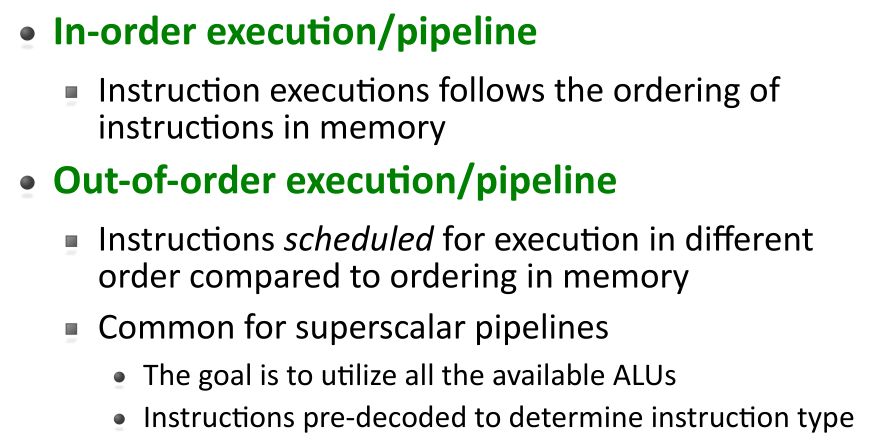 In-order execution/pipeline
Instruction executions follows the ordering of
instructions in memory
Out-of-order execution/pipeline
Instructions scheduled for execution in different
order compared to ordering in memory
Common for superscalar pipelines
The goal is to utilize all the available ALUs
Instructions pre-decoded to determine instruction type